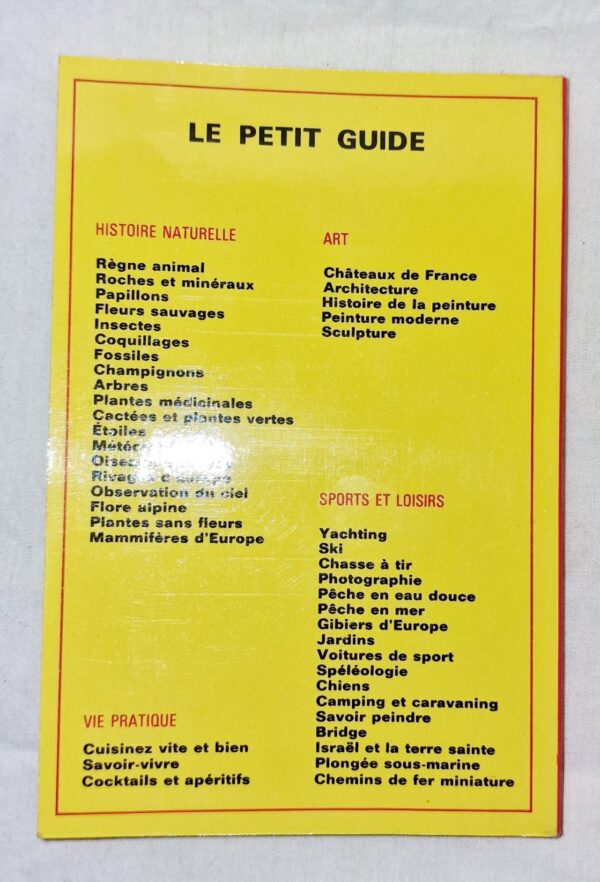 LE PETIT GUIDE
HISTOIRE NATURELLE
Règne animal
Roches et minéraux
Papillons
Fleurs sauvages
Insectes
Coquillages
Fossiles
Champignons
Arbres
Plantes médicinales
Cactées et plantes vertes
Étoiles
Rivages d'Europe
Observation du ciel
Flore alpine
Plantes sans fleurs
Mammifères d'Europe
VIE PRATIQUE
Cuisinez vite et bien
Savoir-vivre
Cocktails et apéritifs
ART
Châteaux de France
Architecture
Histoire de la peinture
Peinture moderne
Sculpture
SPORTS ET LOISIRS
Yachting
Ski
Chasse à tir
Photographie
Pêche en eau douce
Pêche en mer
Gibiers d'Europe
Jardins
Voitures de sport
Spéléologie
Chiens
Camping et caravaning
Savoir peindre
Bridge
Israël et la terre sainte
Plongée sous-marine
Chemins de fer miniature